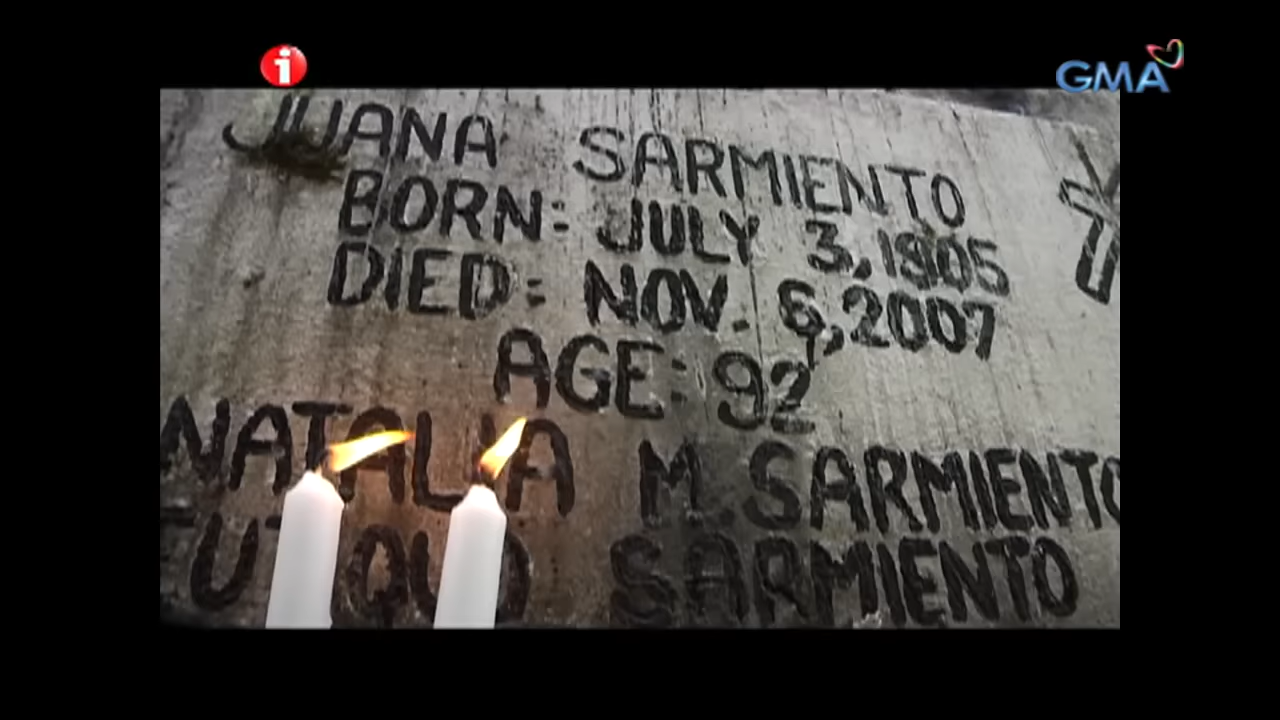 i
GMA
JUANA SARMIENTO
BORN: JULY 3, 1905
DIED: NOV. 6, 2007
AGE: 92
NATALIA M. SARMIENTO
SARMIENTO